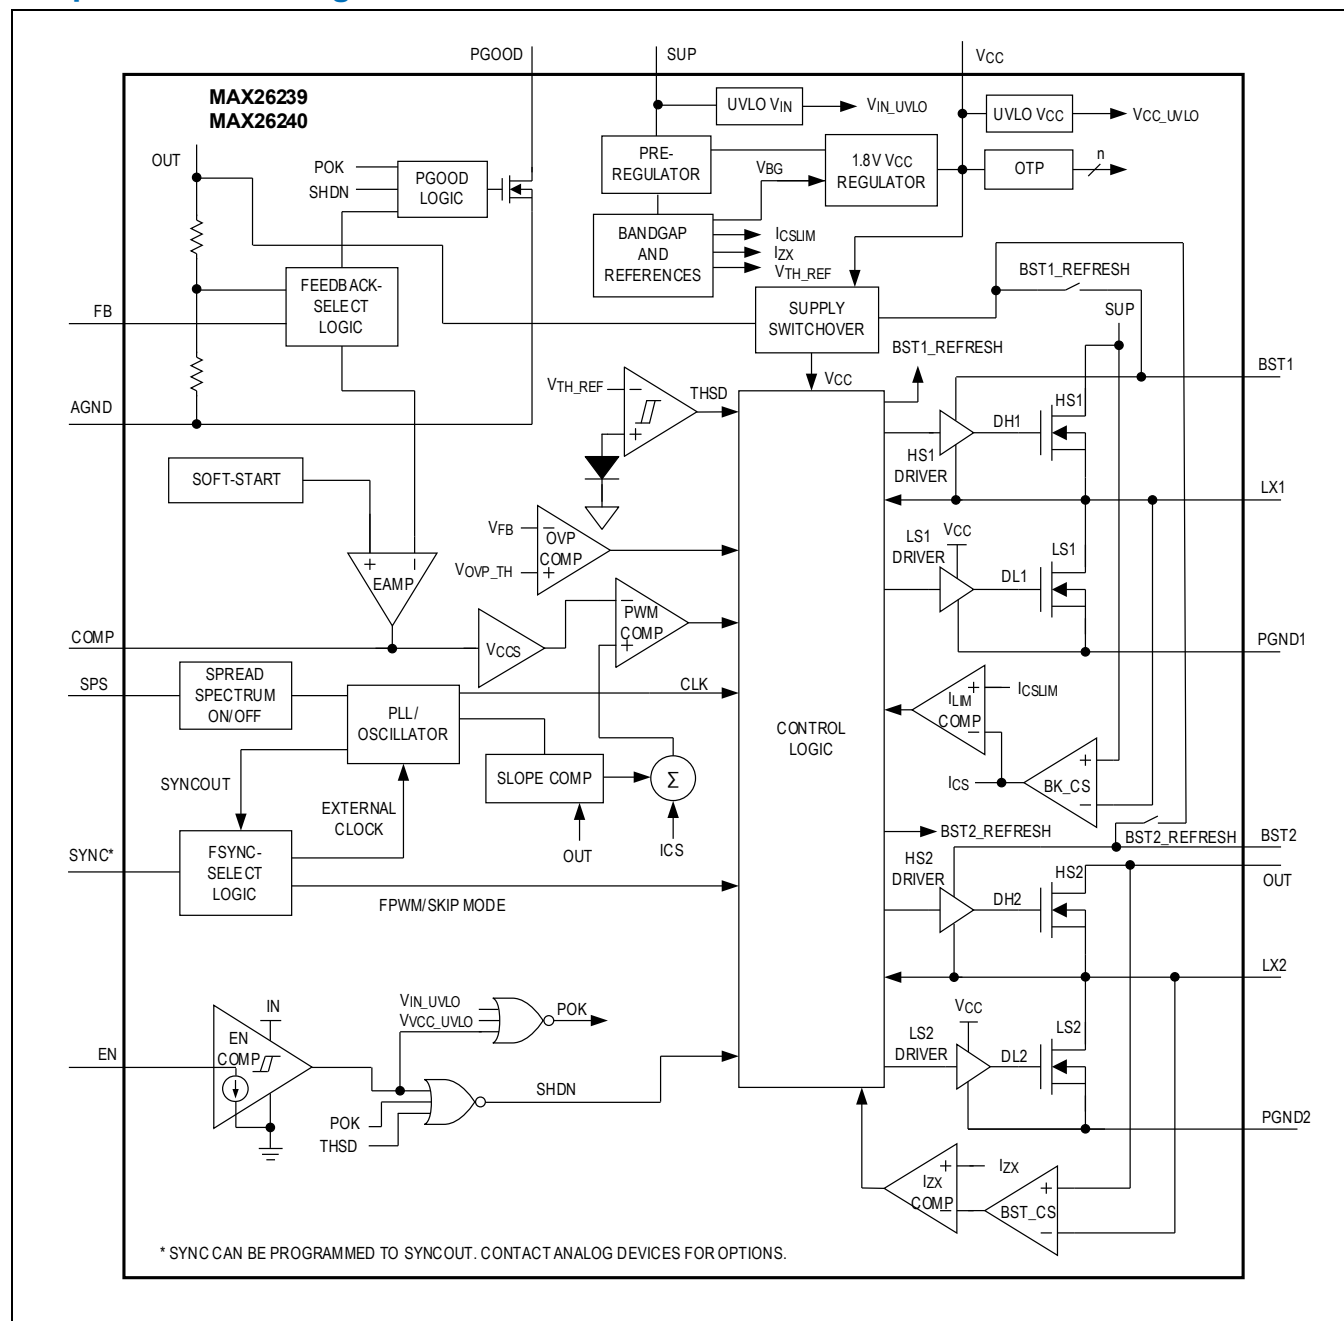 PGOOD
SUP
VCC
MAX26239
MAX26240
UVLO VIN
VIN_UVLO
UVLO VCC
VCC_UVLO
OUT
POK
SHDN
PGOOD
LOGIC
PRE-
REGULATOR
VBG
1.8V VCC
REGULATOR
OTP
n
BANDGAP
AND
REFERENCES
ICSLIM
IZX
VTH_REF
FEEDBACK-
SELECT
LOGIC
FB
SUPPLY
SWITCHOVER
BST1_REFRESH
SUP
BST1_REFRESH
BST1
VCC
VTH_REF
THSD
AGND
HS1
DH1
HS1
DRIVER
SOFT-START
LX1
VFB
OVP
COMP
VOVP_TH
LS1
DRIVER
VCC
LS1
DL1
EAMP
COMP
VCCS
PWM
COMP
PGND1
SPS
SPREAD
SPECTRUM
ON/OFF
PLL/
OSCILLATOR
CLK
CONTROL
LOGIC
ILIM
COMP
ICSLIM
SYNCOUT
SLOPE COMP
Σ
ICS
BK_CS
EXTERNAL
CLOCK
OUT
ICS
BST2_REFRESH
BST2_REFRESH
BST2
SYNC*
FSYNC-
SELECT
LOGIC
HS2
DRIVER
HS2
OUT
FPWM/SKIP MODE
DH2
LX2
IN
VIN_UVLO
VVCC_UVLO
POK
VCC
EN
EN
COMP
LS2
DRIVER
LS2
DL2
POK
THSD
SHDN
PGND2
IZX
COMP
IZX
BST_CS
* SYNC CAN BE PROGRAMMED TO SYNCOUT. CONTACT ANALOG DEVICES FOR OPTIONS.